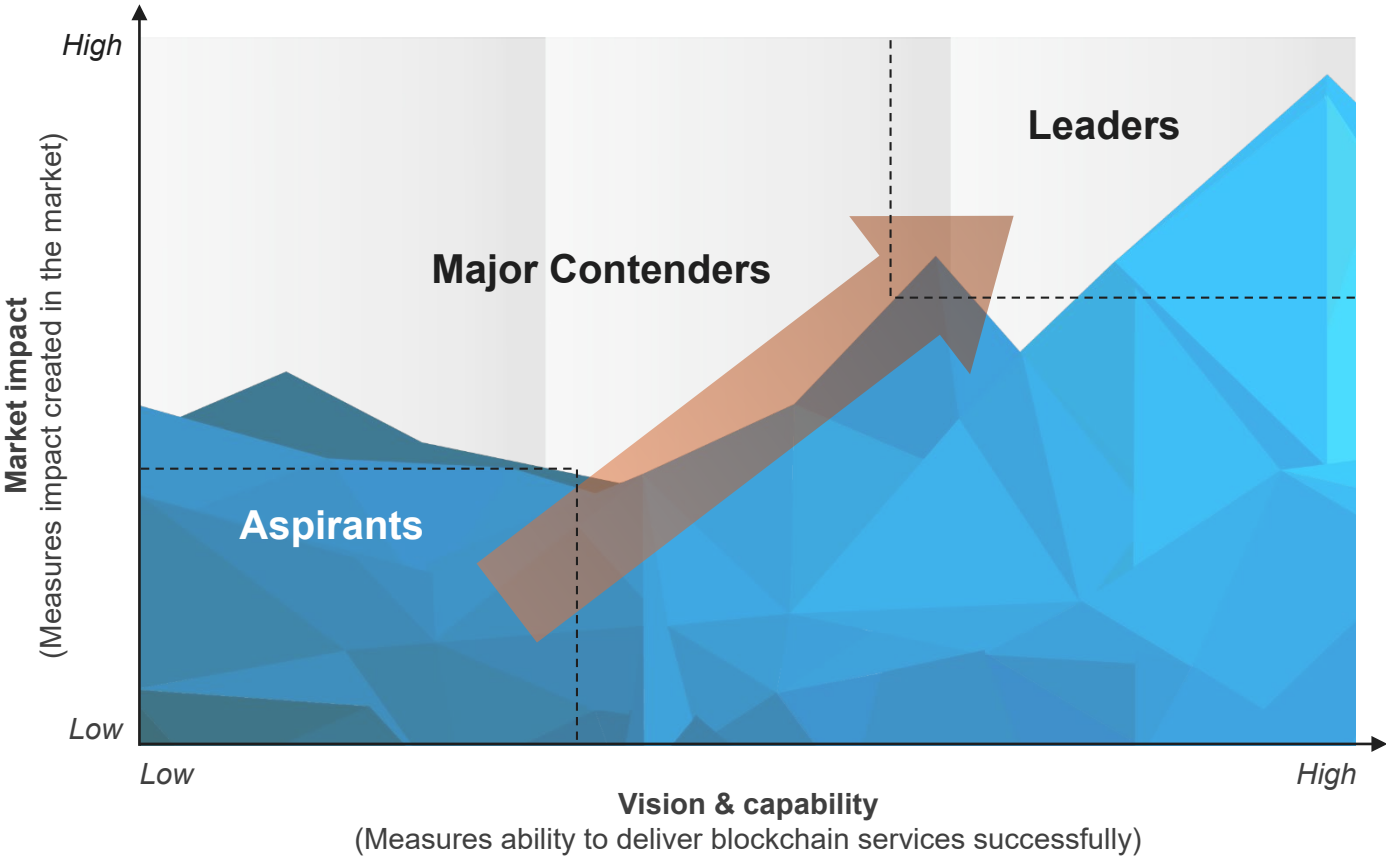 High
Leaders
Major Contenders
Market impact
(Measures impact created in the market)
Aspirants
Low
Low
High
Vision & capability
(Measures ability to deliver blockchain services successfully)